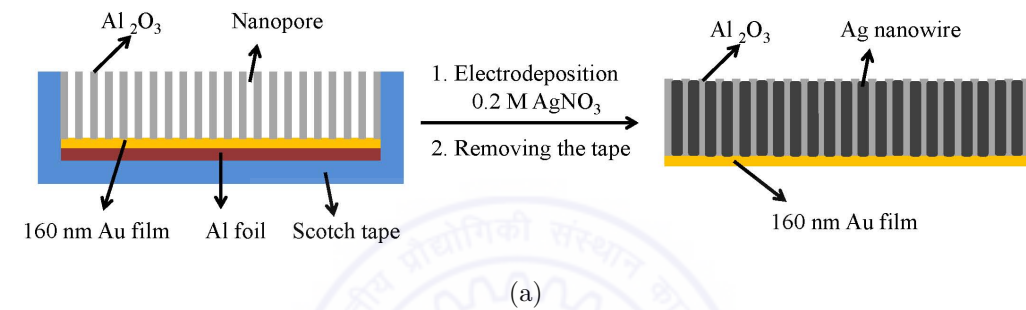 Al ₂O₃
Nanopore
1. Electrodeposition
0.2 M AgNO₃
2. Removing the tape
Al ₂O₃
Ag nanowire
160 nm Au film
Al foil
Scotch tape
160 nm Au film
प्रौद्योगिकी संस्थान
(a)